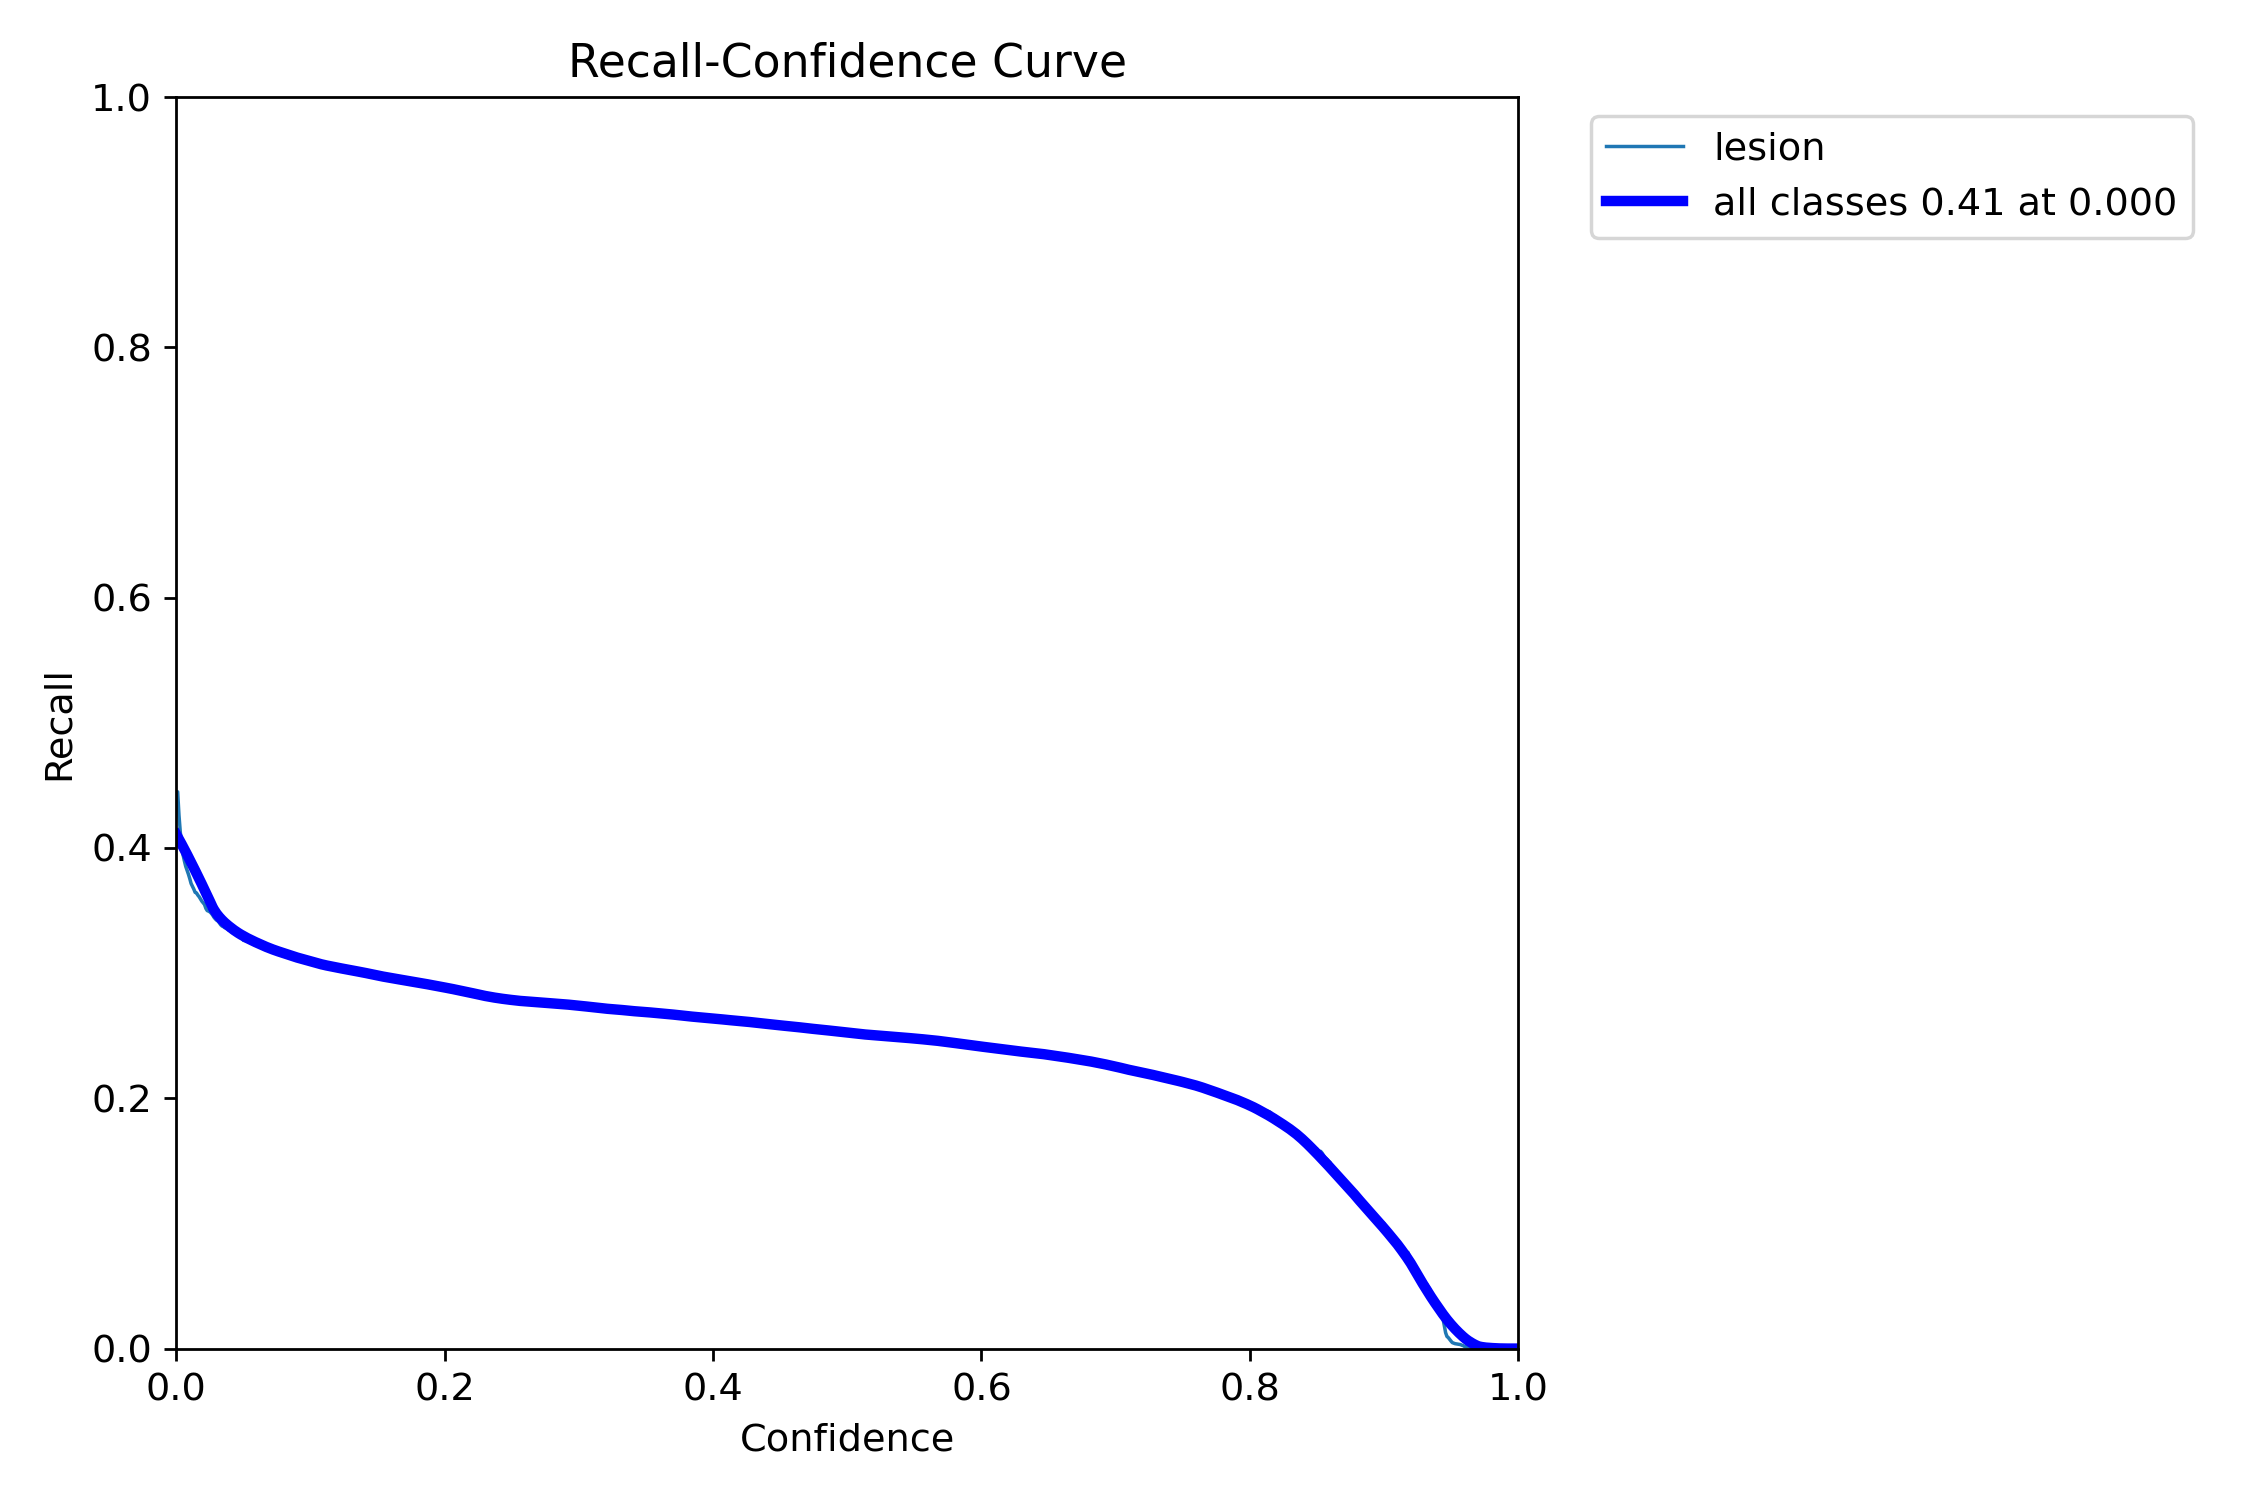 Recall-Confidence Curve
1.0
0.8
0.6
0.4
0.2
0.0
Recall
0.0 0.2 0.4 0.6 0.8 1.0
Confidence
lesion
all classes 0.41 at 0.000